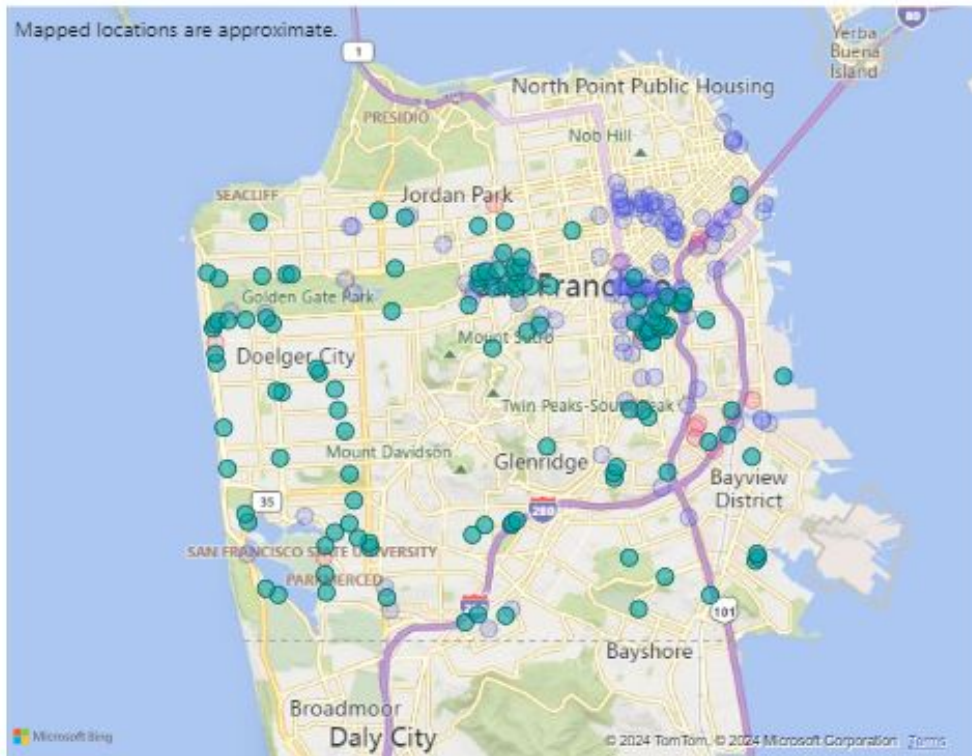 Mapped locations are approximate.
80
Yerba
Buena
Island
1
North Point Public Housing
PRESIDIO
Nob Hill
SEACLIFF
Jordan Park
Golden Gate Park
Doelger City
Mount
Twin Peaks-South Peak
Mount Davidson
Glenridge
Bayview
District
35
280
SAN FRANCISCO STATE UNIVERSITY
PARKMERCED
101
Bayshore
Broadmoor
Daly City
Microsoft Bing
© 2024 TomTom, © 2024 Microsoft Corporation Terms